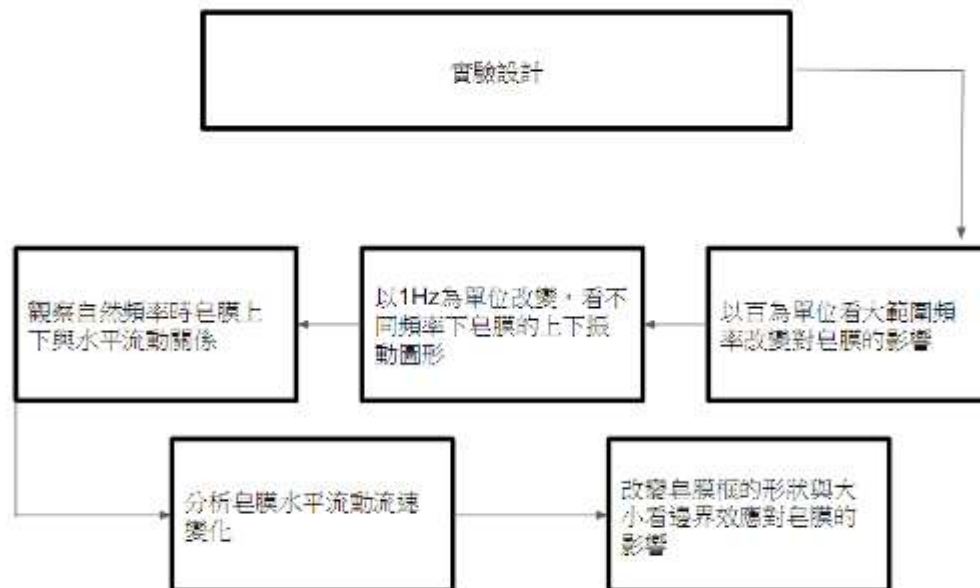 實驗設計
以百為單位看大範圍頻
率改變對皂膜的影響
以1Hz為單位改變，看不
同頻率下皂膜的上下振
動圖形
觀察自然頻率時皂膜上
下與水平流動關係
分析皂膜水平流動流速
變化
改變皂膜框的形狀與大
小看邊界效應對皂膜的
影響